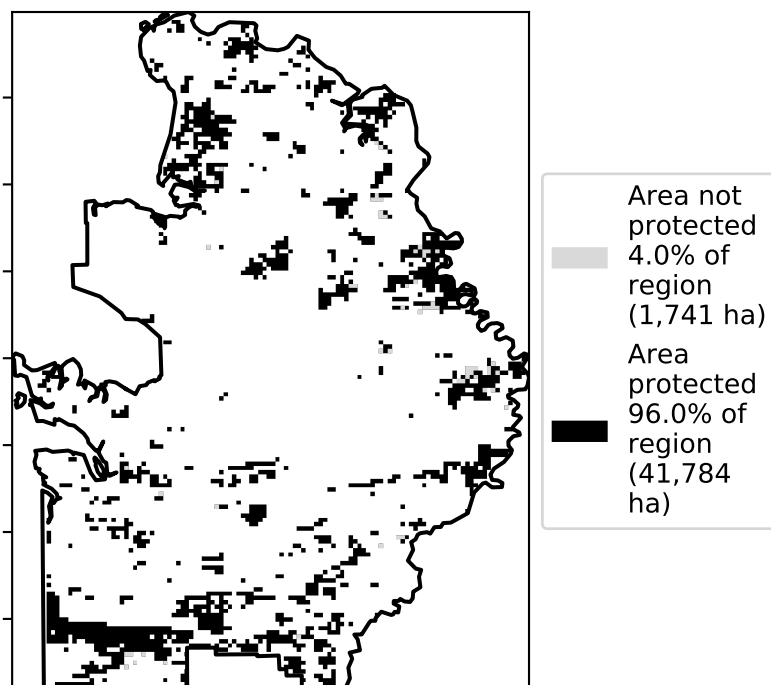 Area not
protected
4.0% of
region
(1,741 ha)
Area
protected
96.0% of
region
(41,784
ha)